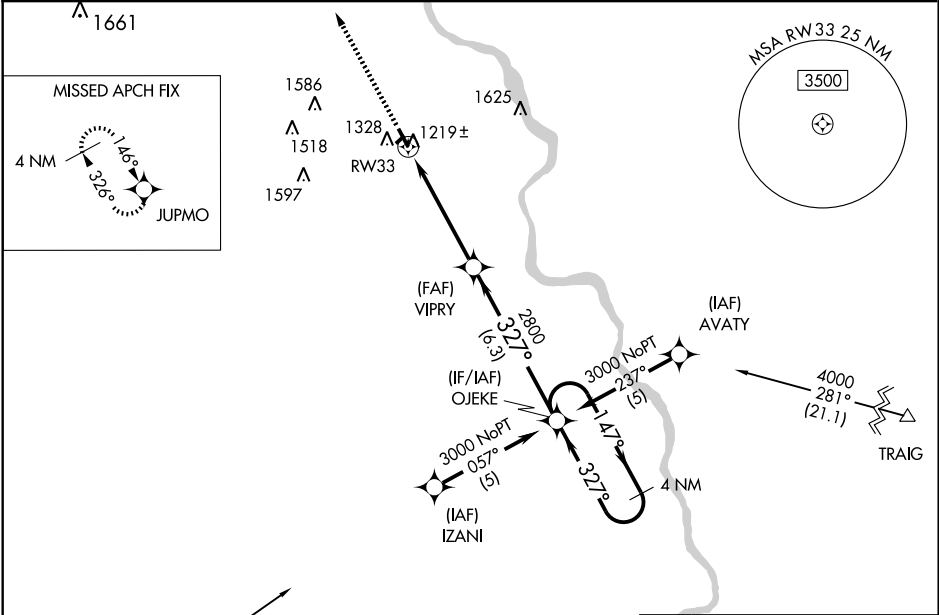 1661
MISSED APCH FIX
4 NM
146°
326°
JUPMO
1586
1518
1597
1328
1219±
RW33
1625
MSA RW33 25 NM
3500
(FAF)
VIPRY
2800
327°
(6.3)
(IF/IAF)
OJEKE
(IAF)
AVATY
3000 NoPT
237°
(5)
4000
281°
(21.1)
TRAIG
3000 NoPT
057°
(5)
147°
327°
4 NM
(IAF)
IZANI